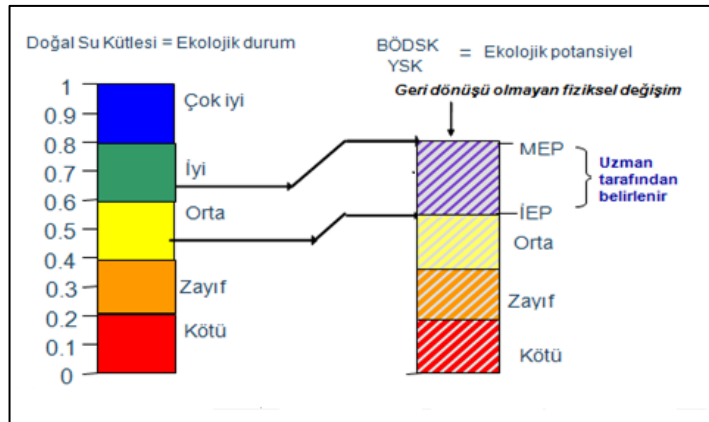 Doğal Su Kütlesi = Ekolojik durum
BÖDSK
YSK
= Ekolojik potansiyel
Geri dönüşü olmayan fiziksel değişim
1
0.9
0.8
0.7
0.6
0.5
0.4
0.3
0.2
0.1
0
Çok iyi
İyi
Orta
Zayıf
Kötü
MEP
İEP
Orta
Zayıf
Kötü
Uzman
tarafından
belirlenir